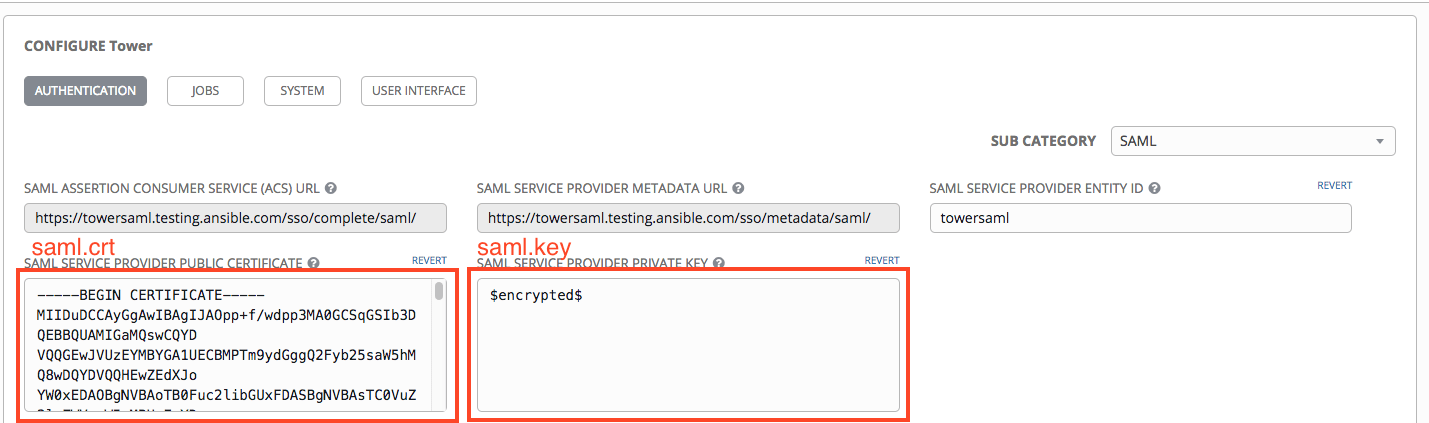 CONFIGURE Tower
AUTHENTICATION JOBS SYSTEM USER INTERFACE
SUB CATEGORY SAML
SAML ASSERTION CONSUMER SERVICE (ACS) URL
https://towersaml.testing.ansible.com/sso/complete/saml/
SAML SERVICE PROVIDER METADATA URL
https://towersaml.testing.ansible.com/sso/metadata/saml/
SAML SERVICE PROVIDER ENTITY ID REVERT
towersaml
saml.crt
SAML SERVICE PROVIDER PUBLIC CERTIFICATE REVERT
-----BEGIN CERTIFICATE-----
MIIDuDCCAyGgAwIBAgIJAOpp+f/wdpp3MA0GCSqGSIb3D
QEBBQUAMIGaMQswCQYD
VQQGEwJVUzEYMBYGA1UECBMPTm9ydGggQ2Fyb25saW5hM
Q8wDQYDVQQHEwZEdXJo
YW0xEDAOBgNVBAoTB0Fuc2libGUxFDASBgNVBAsTC0VuZ
saml.key
SAML SERVICE PROVIDER PRIVATE KEY REVERT
$encrypted$